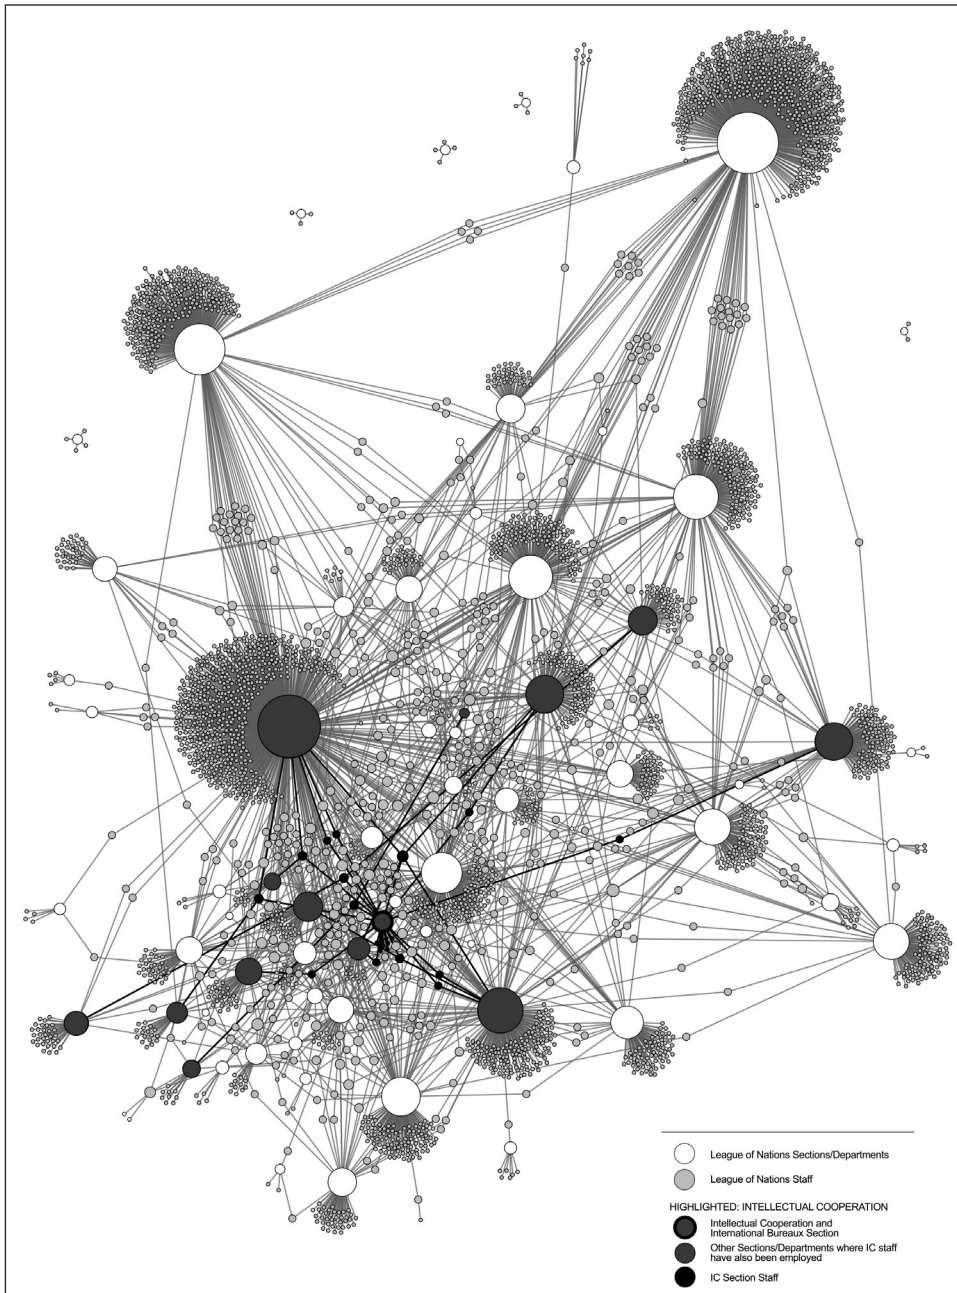 League of Nations Sections/Departments
League of Nations Staff
HIGHLIGHTED: INTELLECTUAL COOPERATION
Intellectual Cooperation and
International Bureaux Section
Other Sections/Departments where IC staff
have also been employed
IC Section Staff